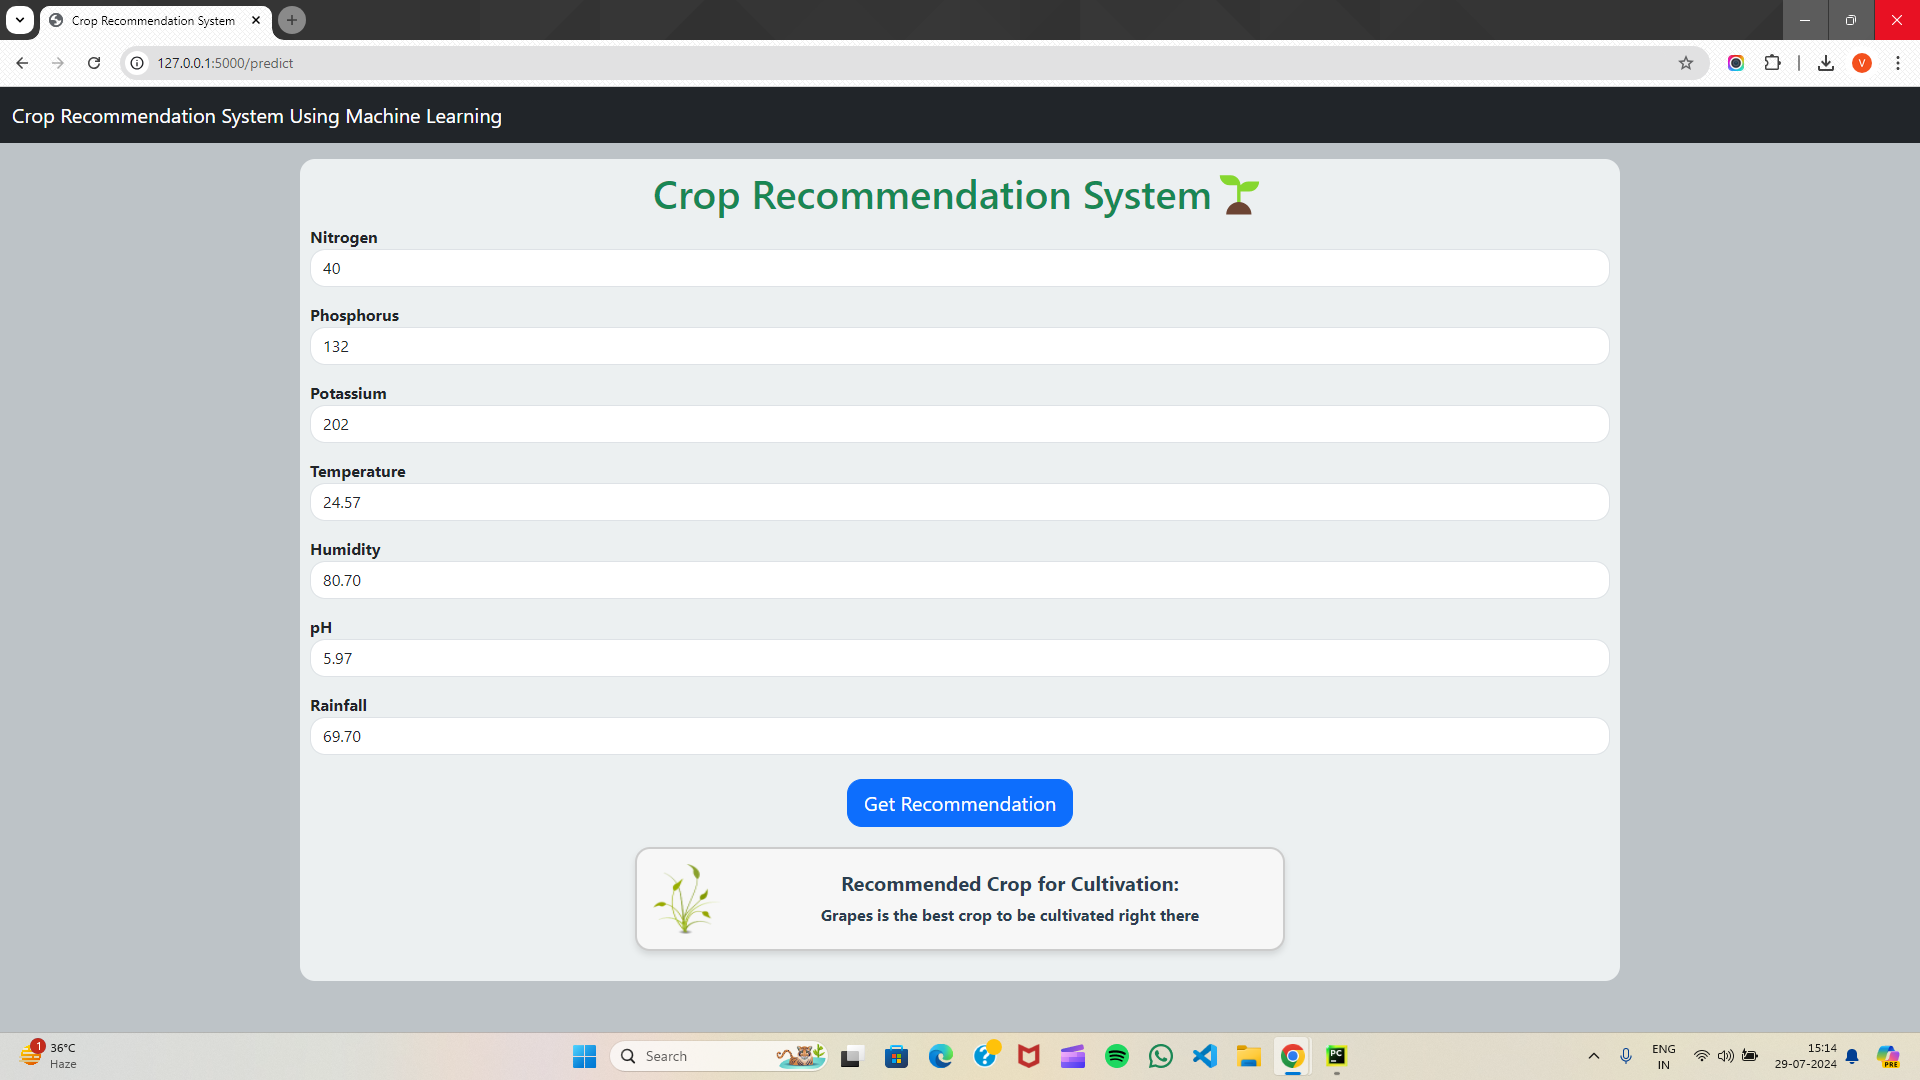 Crop Recommendation System
127.0.0.1:5000/predict
V
Crop Recommendation System Using Machine Learning
Crop Recommendation System
Nitrogen
40
Phosphorus
132
Potassium
202
Temperature
24.57
Humidity
80.70
pH
5.97
Rainfall
69.70
Get Recommendation
Recommended Crop for Cultivation:
Grapes is the best crop to be cultivated right there
1
36°C
Haze
Search
PC
ENG
IN
15:14
29-07-2024
PRE